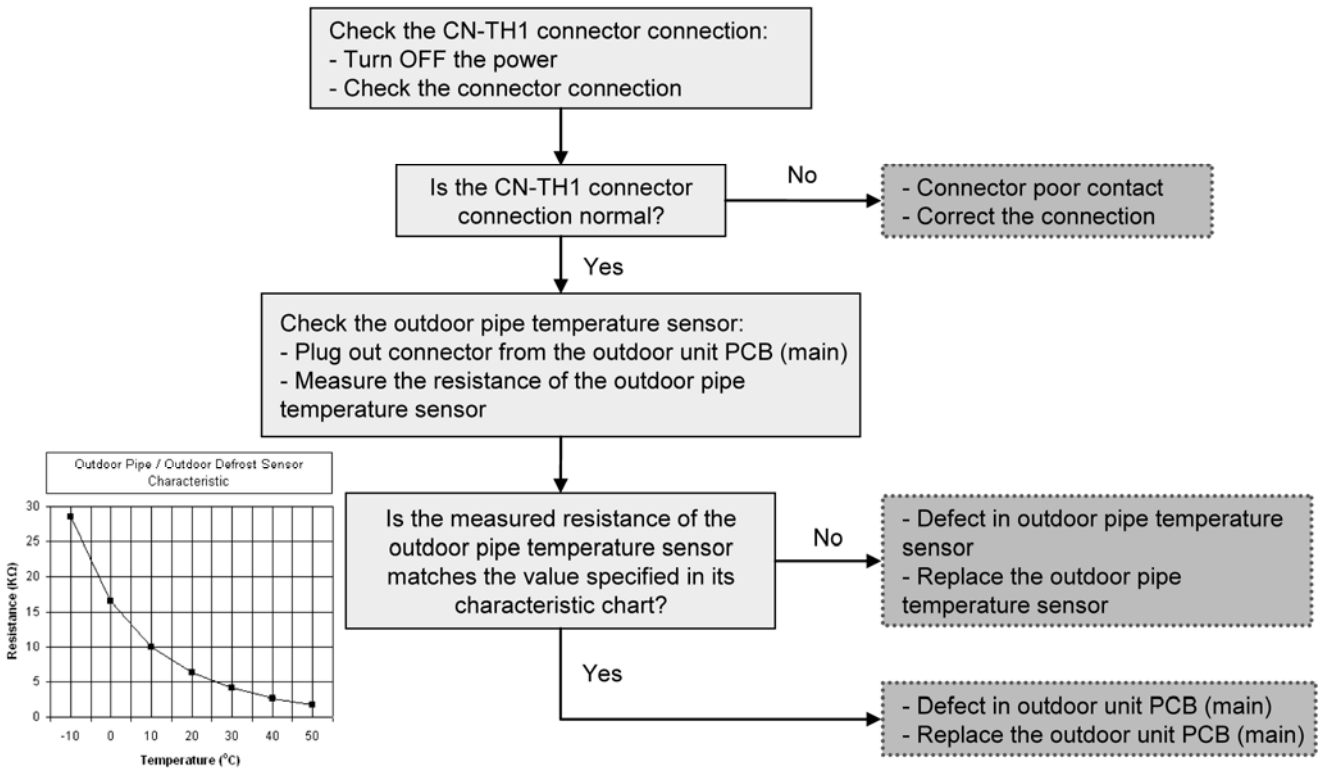 Check the CN-TH1 connector connection:
- Turn OFF the power
- Check the connector connection
Is the CN-TH1 connector
connection normal?
No
- Connector poor contact
- Correct the connection
Yes
Check the outdoor pipe temperature sensor:
- Plug out connector from the outdoor unit PCB (main)
- Measure the resistance of the outdoor pipe
temperature sensor
Outdoor Pipe / Outdoor Defrost Sensor
Characteristic
Resistance (KΩ)
30
25
20
15
10
5
0
-10 0 10 20 30 40 50
Temperature (°C)
Is the measured resistance of the
outdoor pipe temperature sensor
matches the value specified in its
characteristic chart?
No
- Defect in outdoor pipe temperature
sensor
- Replace the outdoor pipe
temperature sensor
Yes
- Defect in outdoor unit PCB (main)
- Replace the outdoor unit PCB (main)